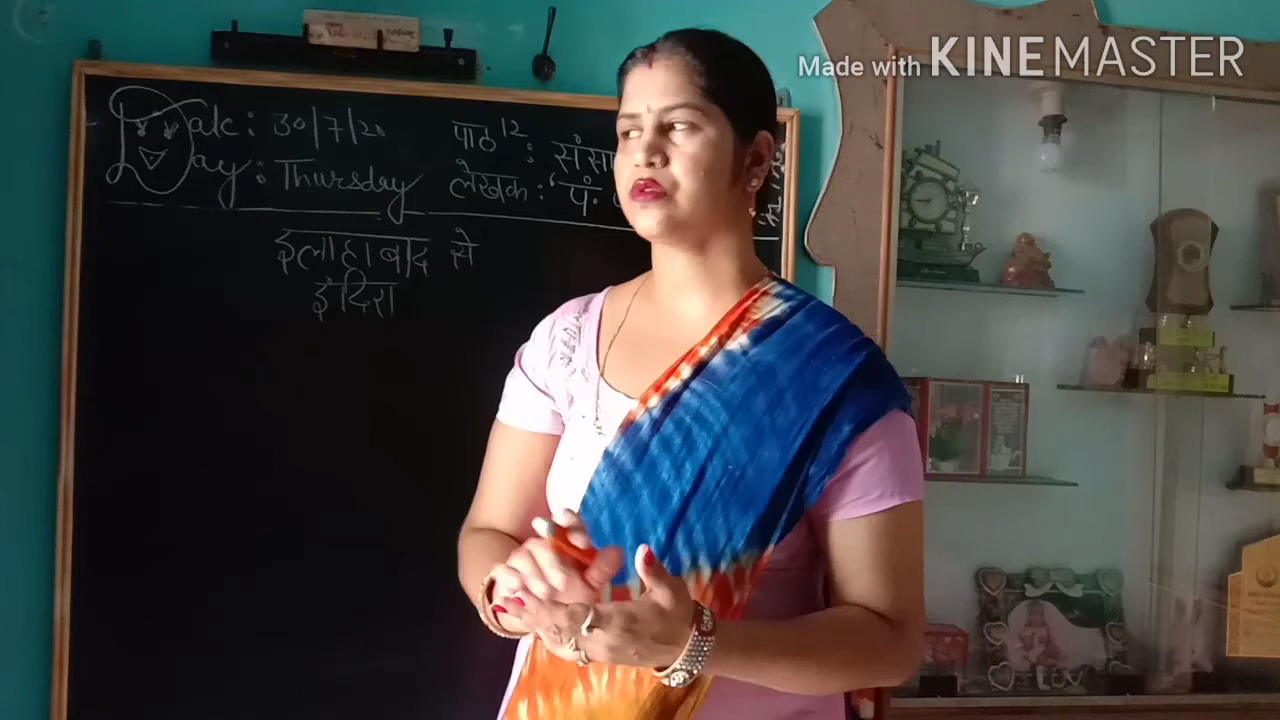 Made with KINEMASTER
Date: 30/7/20
Day: Thursday
पाठ 12 : संसा
लेखक : पं.
इलाहाबाद से
इंदिरा